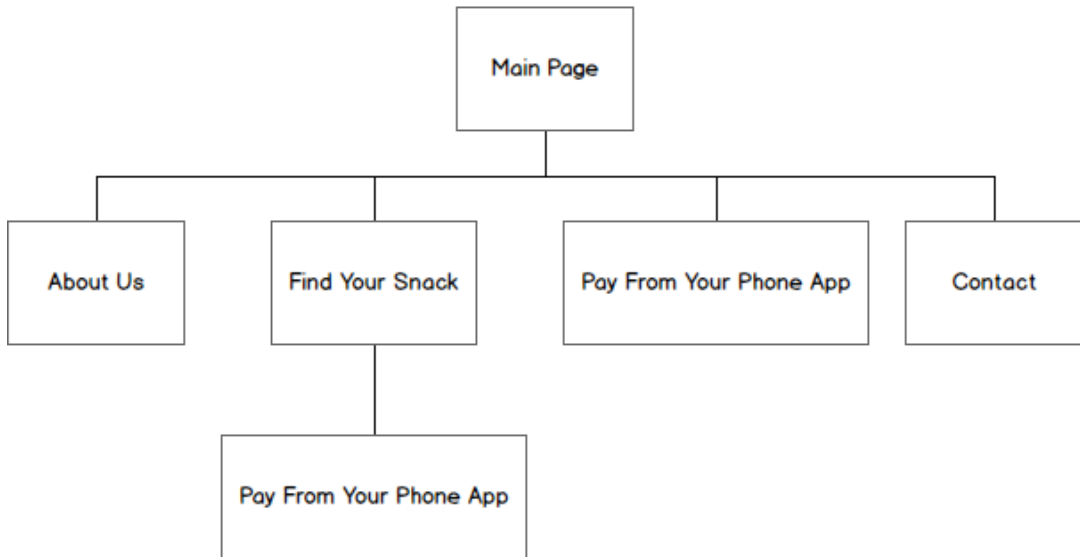 Main Page
About Us
Find Your Snack
Pay From Your Phone App
Contact
Pay From Your Phone App